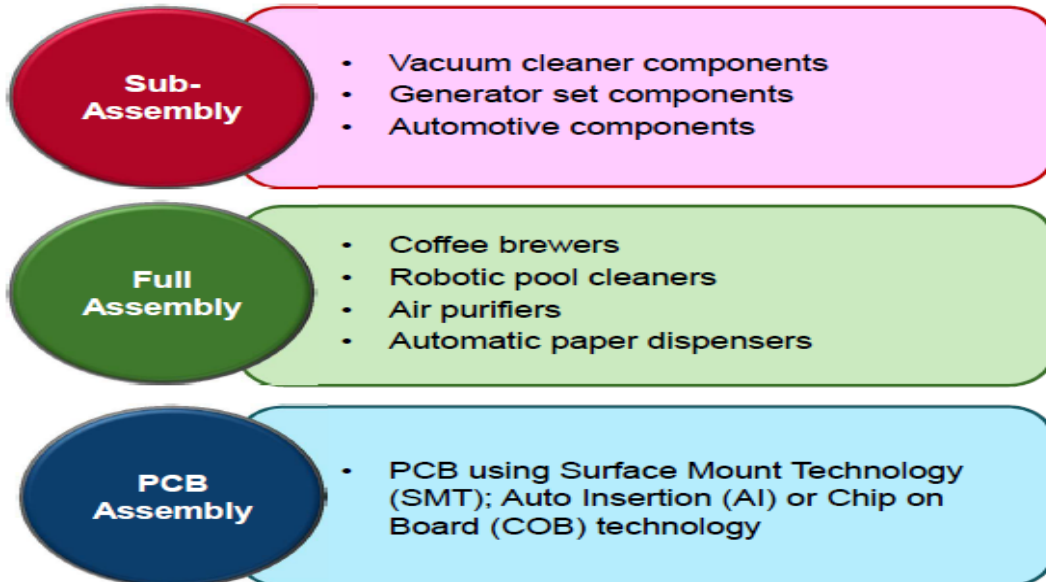 Sub-
Assembly
• Vacuum cleaner components
• Generator set components
• Automotive components
Full
Assembly
• Coffee brewers
• Robotic pool cleaners
• Air purifiers
• Automatic paper dispensers
PCB
Assembly
• PCB using Surface Mount Technology
(SMT); Auto Insertion (AI) or Chip on
Board (COB) technology